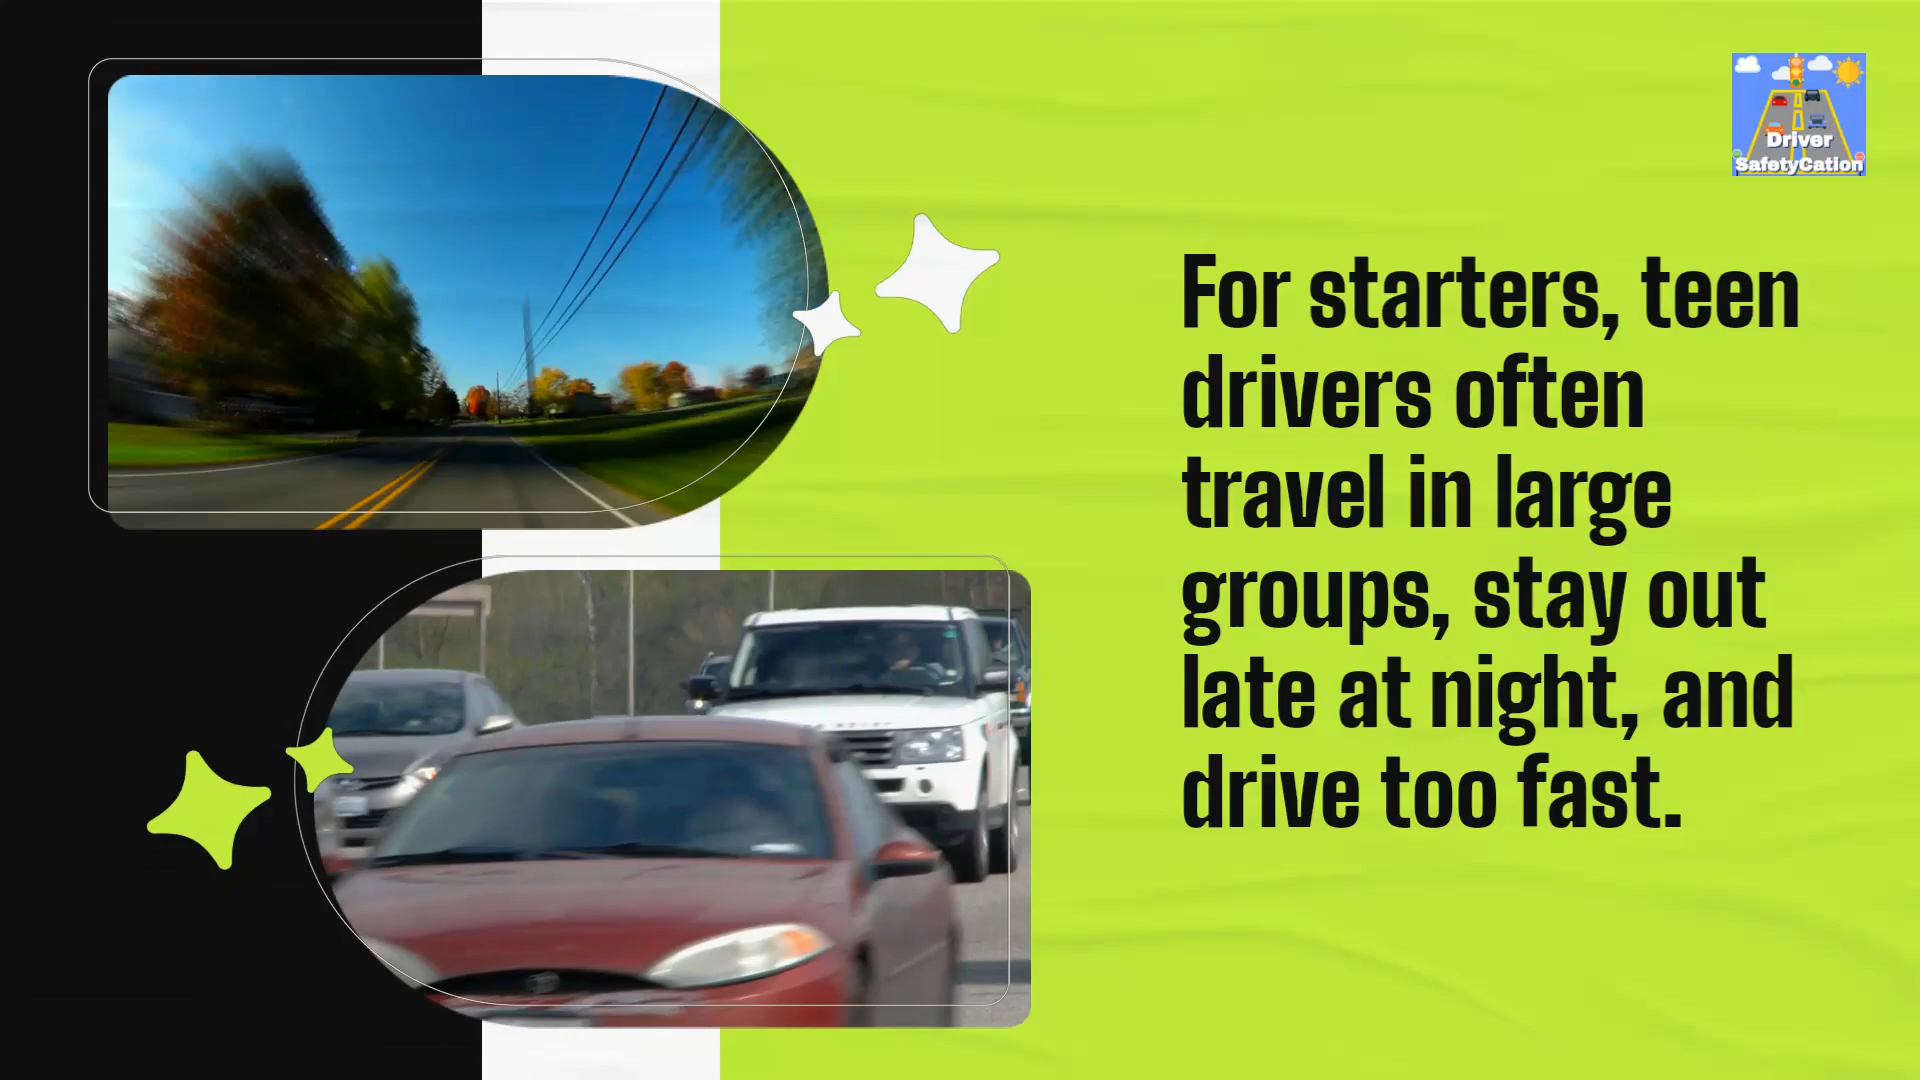 Driver
SafetyCation
For starters, teen
drivers often
travel in large
groups, stay out
late at night, and
drive too fast.